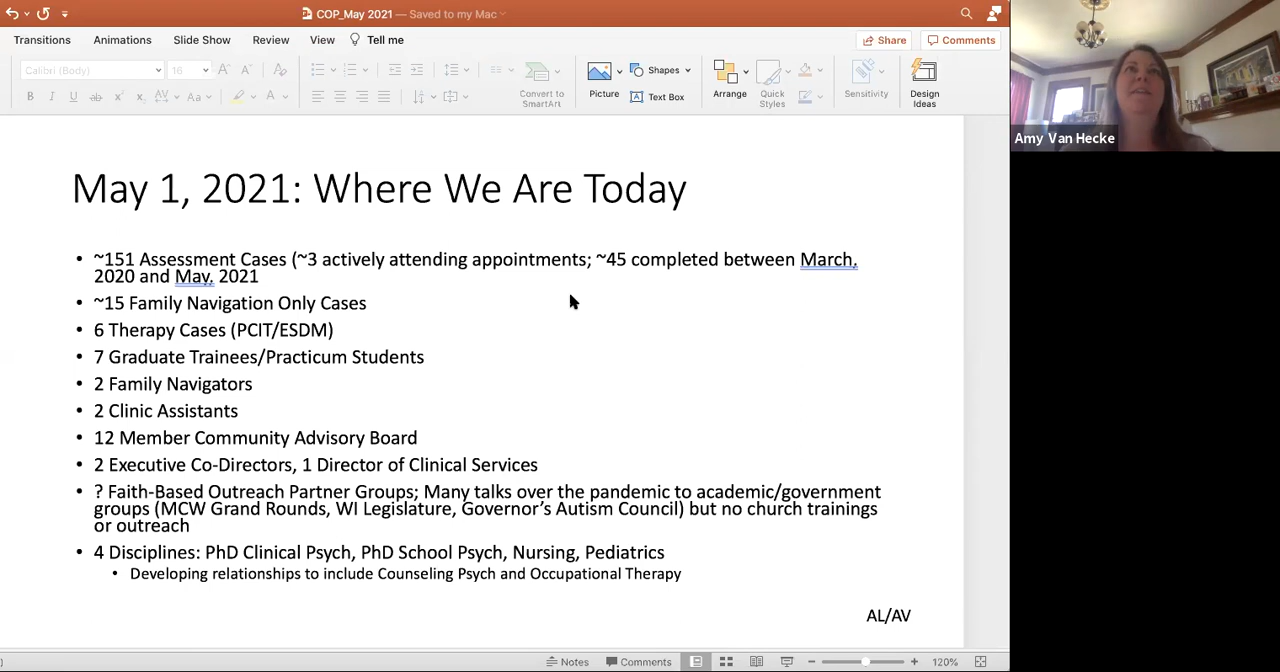 COP_May 2021 — Saved to my Mac
Transitions Animations Slide Show Review View Tell me Share Comments
Calibri (Body) 16 A A A Shapes
B I U ab x x AV Aa A Convert to SmartArt Picture Text Box Arrange Quick Styles Sensitivity Design Ideas
Amy Van Hecke
May 1, 2021: Where We Are Today
• ~151 Assessment Cases (~3 actively attending appointments; ~45 completed between March,
2020 and May, 2021
• ~15 Family Navigation Only Cases
• 6 Therapy Cases (PCIT/ESDM)
• 7 Graduate Trainees/Practicum Students
• 2 Family Navigators
• 2 Clinic Assistants
• 12 Member Community Advisory Board
• 2 Executive Co-Directors, 1 Director of Clinical Services
• ? Faith-Based Outreach Partner Groups; Many talks over the pandemic to academic/government
groups (MCW Grand Rounds, WI Legislature, Governor's Autism Council) but no church trainings
or outreach
• 4 Disciplines: PhD Clinical Psych, PhD School Psych, Nursing, Pediatrics
• Developing relationships to include Counseling Psych and Occupational Therapy
AL/AV
) Notes Comments 120%